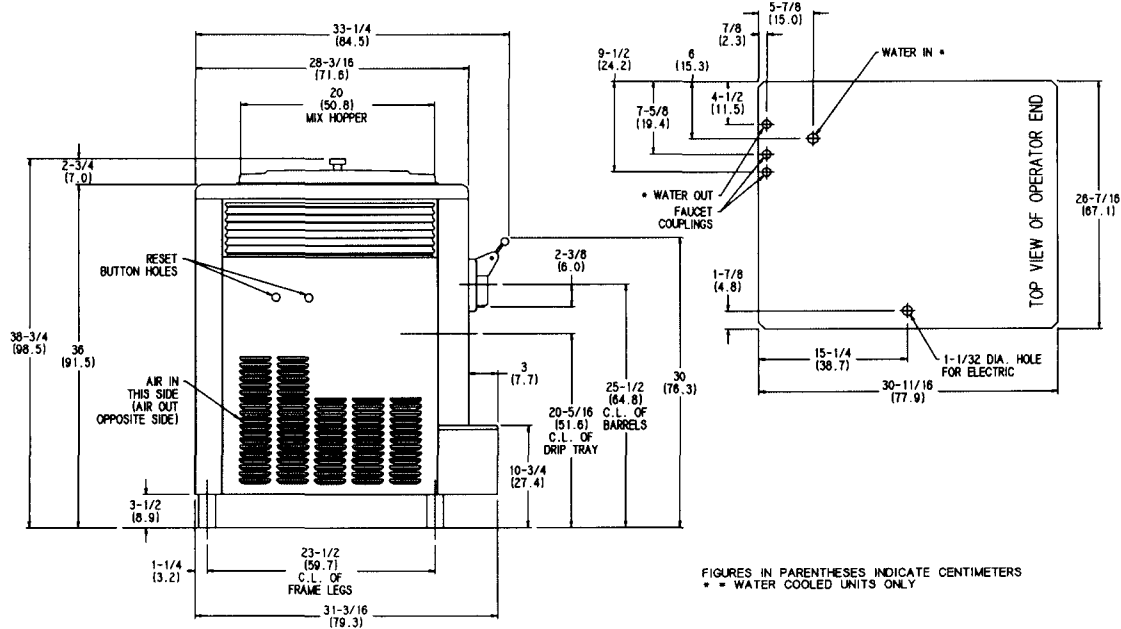 33-1/4
(84.5)
28-3/16
(71.6)
20
(50.8)
MIX HOPPER
2-3/4
(7.0)
RESET
BUTTON HOLES
38-3/4
(98.5)
36
(91.5)
AIR IN
THIS SIDE
(AIR OUT
OPPOSITE SIDE)
3-1/2
(8.9)
1-1/4
(3.2)
23-1/2
(59.7)
C.L. OF
FRAME LEGS
31-3/16
(79.3)
2-3/8
(6.0)
3
(7.7)
10-3/4
(27.4)
20-5/16
(51.6)
C.L. OF
DRIP TRAY
25-1/2
(64.8)
C.L. OF
BARRELS
30
(76.3)
5-7/8
(15.0)
7/8
(2.3)
9-1/2
(24.2)
6
(15.3)
WATER IN *
4-1/2
(11.5)
7-5/8
(19.4)
* WATER OUT
FAUCET
COUPLINGS
TOP VIEW OF OPERATOR END
26-7/16
(67.1)
1-7/8
(4.8)
15-1/4
(38.7)
1-1/32 DIA. HOLE
FOR ELECTRIC
30-11/16
(77.9)
FIGURES IN PARENTHESES INDICATE CENTIMETERS
* = WATER COOLED UNITS ONLY